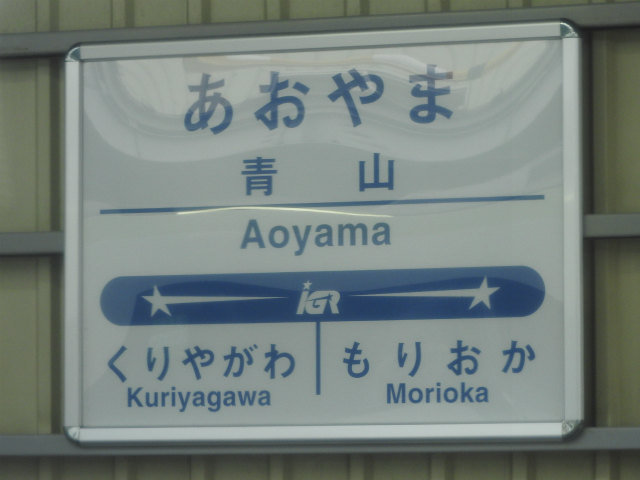 あおやま
青山
Aoyama
IGR
くりやがわ もりおか
Kuriyagawa Morioka